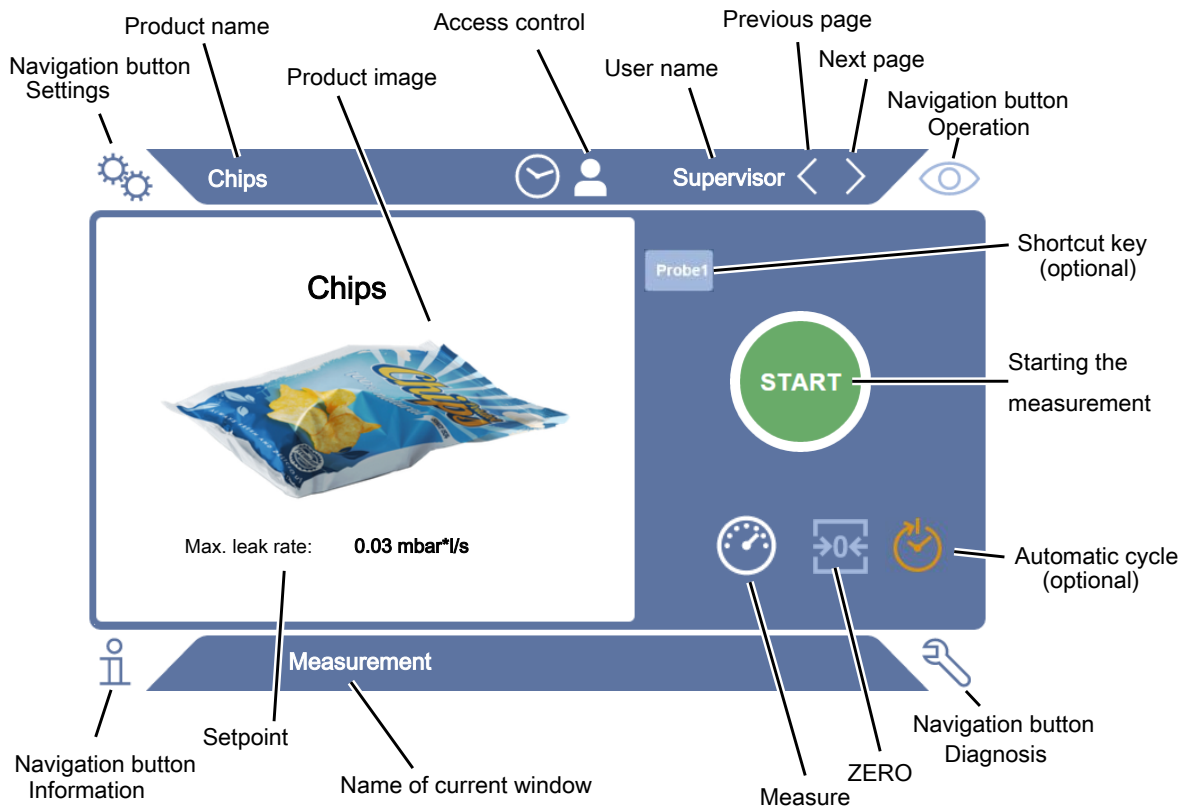 Previous page
Product name
Access control
Navigation button
Settings
Product image
User name
Next page
Navigation button
Operation
Chips
Supervisor
Shortcut key
(optional)
Probe1
Chips
Chips
START
Starting the
measurement
Max. leak rate: 0.03 mbar*l/s
→0←
Automatic cycle
(optional)
Measurement
Setpoint
Navigation button
Diagnosis
Navigation button
Information
Name of current window
ZERO
Measure